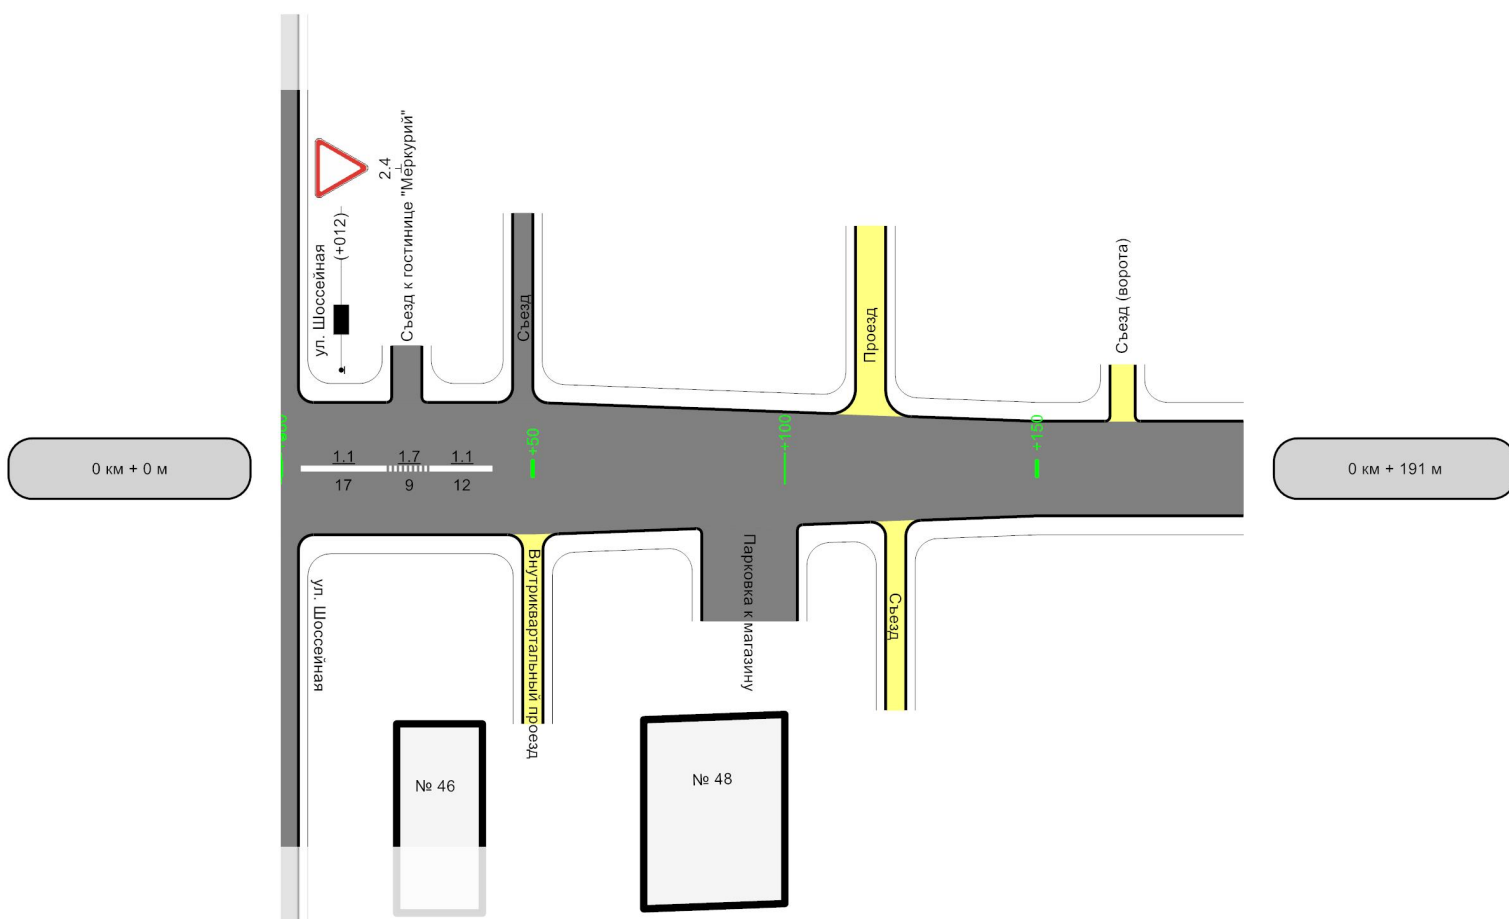 2.4
Съезд к гостинице "Меркурий"
(+012)
ул. Шоссейная
Съезд
Проезд
Съезд (ворота)
+50
+100
+150
1.1
1.7
1.1
17
9
12
0 км + 0 м
0 км + 191 м
ул. Шоссейная
Внутриквартальный проезд
Парковка к магазину
Съезд
№ 46
№ 48